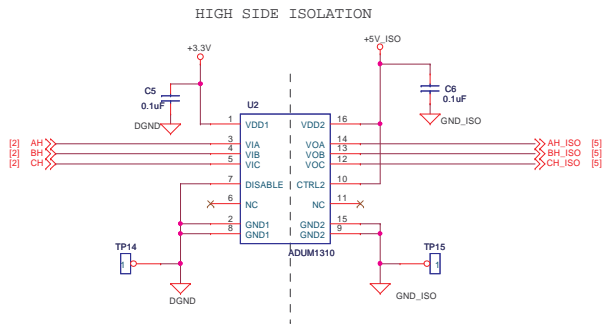 HIGH SIDE ISOLATION
+5V_ISO
+3.3V
C5
0.1uF
C6
0.1uF
DGND
GND_ISO
U2
1 VDD1 VDD2 16
[2] AH 3 VIA VOA 14 AH_ISO [5]
[2] BH 4 VIB VOB 13 BH_ISO [5]
[2] CH 5 VIC VOC 12 CH_ISO [5]
7 DISABLE CTRL2 10
6 NC NC 11
2 GND1 GND2 15
8 GND1 GND2 9
ADUM1310
TP14
1
TP15
1
DGND
GND_ISO